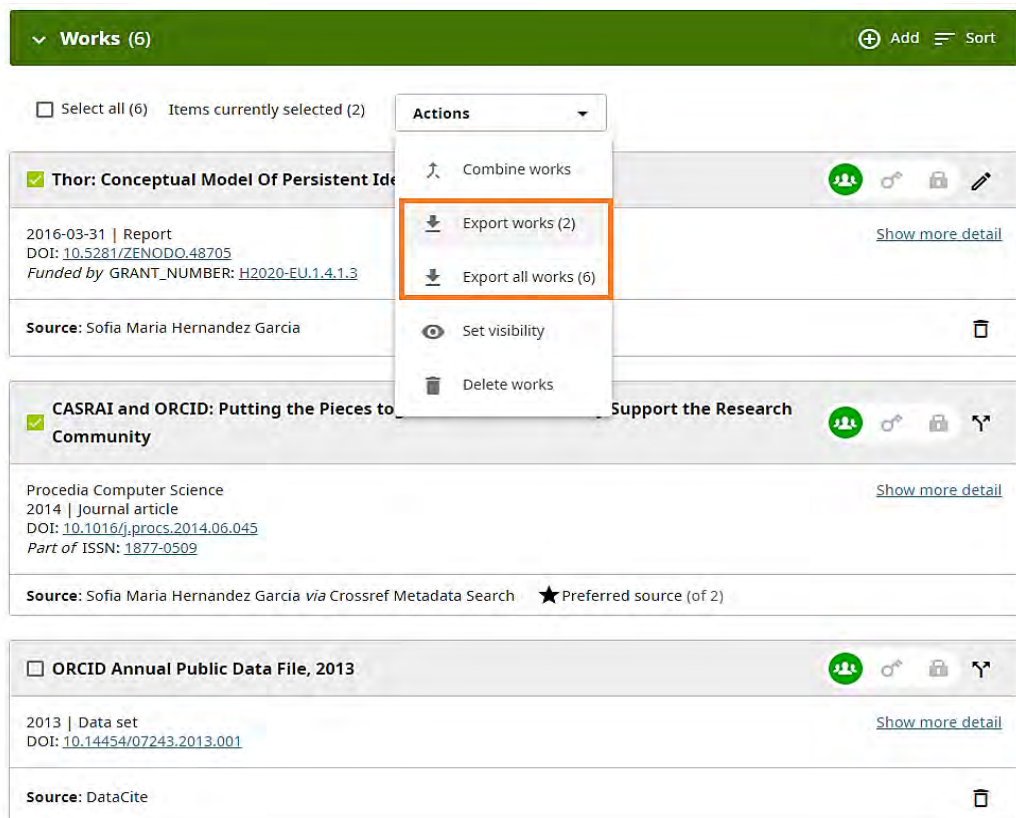 Works (6)
Add
Sort
Select all (6)
Items currently selected (2)
Actions
Combine works
Export works (2)
Export all works (6)
Set visibility
Delete works
Thor: Conceptual Model Of Persistent
2016-03-31 | Report
Show more detail
DOI: 10.5281/ZENODO.48705
Funded by GRANT_NUMBER: H2020-EU.1.4.1.3
Source: Sofia Maria Hernandez Garcia
CASRAI and ORCID: Putting the Pieces
Support the Research
Community
Procedia Computer Science
Show more detail
2014 | Journal article
DOI: 10.1016/j.procs.2014.06.045
Part of ISSN: 1877-0509
Source: Sofia Maria Hernandez Garcia via Crossref Metadata Search
Preferred source (of 2)
ORCID Annual Public Data File, 2013
2013 | Data set
Show more detail
DOI: 10.14454/07243.2013.001
Source: DataCite